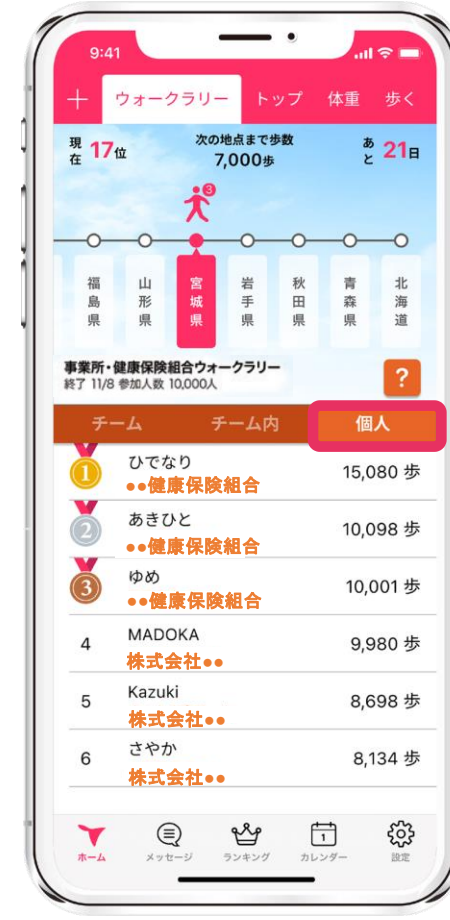 9:41
＋ ウォークラリー トップ 体重 歩く
現在 17位
次の地点まで歩数
7,000歩
あと 21日
3
福島県 山形県 宮城県 岩手県 秋田県 青森県 北海道
事業所・健康保険組合ウォークラリー
終了 11/8 参加人数 10,000人
?
チーム チーム内 個人
1 ひでなり 15,080 歩
●●健康保険組合
2 あきひと 10,098 歩
●●健康保険組合
3 ゆめ 10,001 歩
●●健康保険組合
4 MADOKA 9,980 歩
株式会社●●
5 Kazuki 8,698 歩
株式会社●●
6 さやか 8,134 歩
株式会社●●
1
ホーム メッセージ ランキング カレンダー 設定